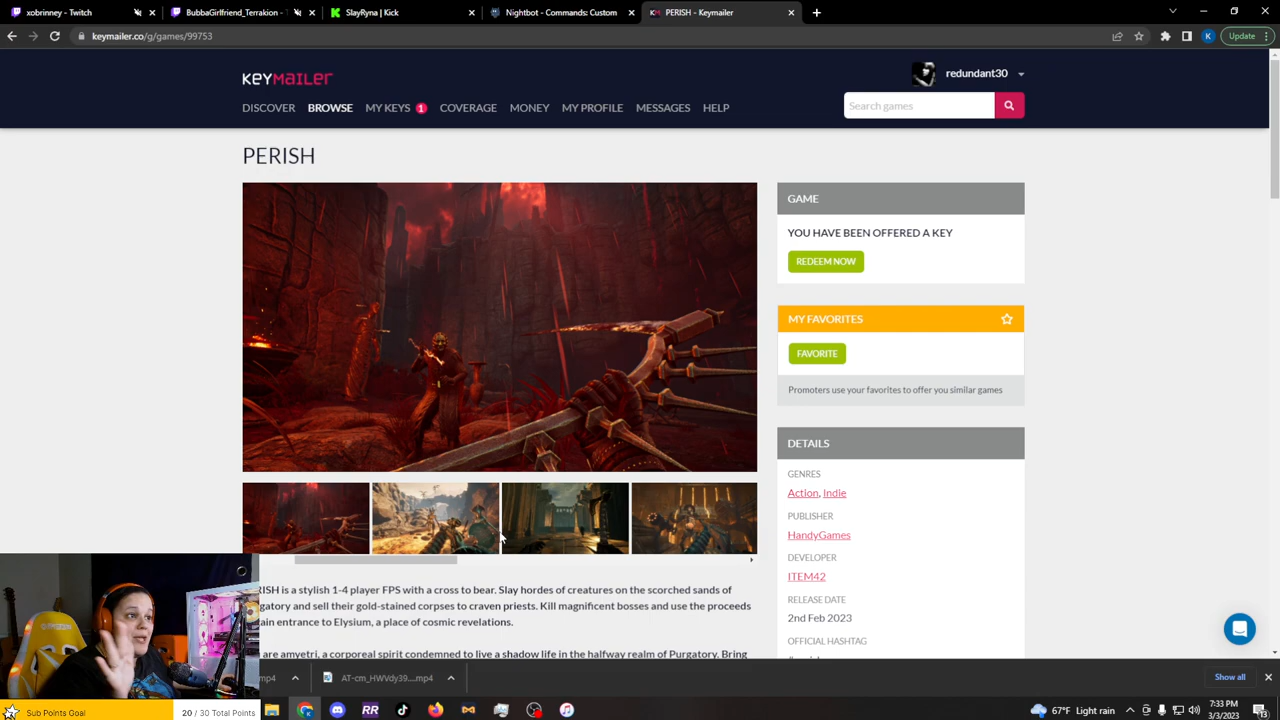 xorbinney - Twitch
BubbaGirlfriend_Terrakion -
SlayRyna | Kick
Nightbot - Commands: Custom
PERISH - Keymailer
keymailer.co/g/games/99753
K
Update
KEYMAILER
redundant30
DISCOVER
BROWSE
MY KEYS 1
COVERAGE
MONEY
MY PROFILE
MESSAGES
HELP
Search games
PERISH
GAME
YOU HAVE BEEN OFFERED A KEY
REDEEM NOW
MY FAVORITES
FAVORITE
Promoters use your favorites to offer you similar games
DETAILS
GENRES
Action, Indie
PUBLISHER
HandyGames
DEVELOPER
ITEM42
RELEASE DATE
2nd Feb 2023
OFFICIAL HASHTAG
RISH is a stylish 1-4 player FPS with a cross to bear. Slay hordes of creatures on the scorched sands of
gatory and sell their gold-stained corpses to craven priests. Kill magnificent bosses and use the proceeds
ain entrance to Elysium, a place of cosmic revelations.
are amyetri, a corporeal spirit condemned to live a shadow life in the halfway realm of Purgatory. Bring
mp4
AT-cm_HWVdy39....mp4
Show all
Sub Points Goal
20 / 30 Total Points
RR
67°F Light rain
7:33 PM
3/3/2023
13